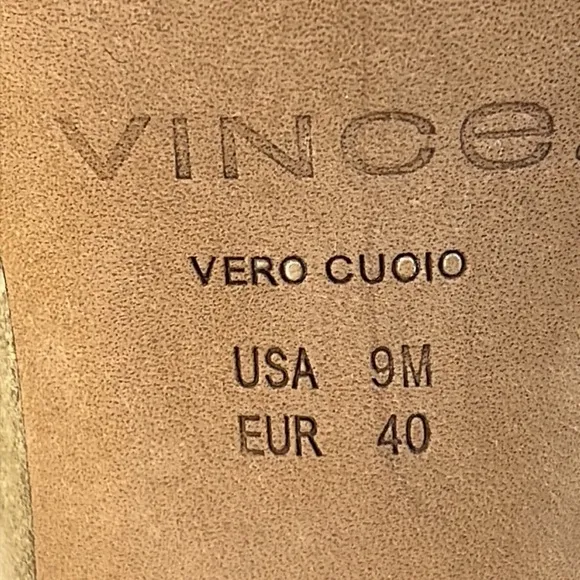 VINCE.
VERO CUOIO
USA 9M
EUR 40